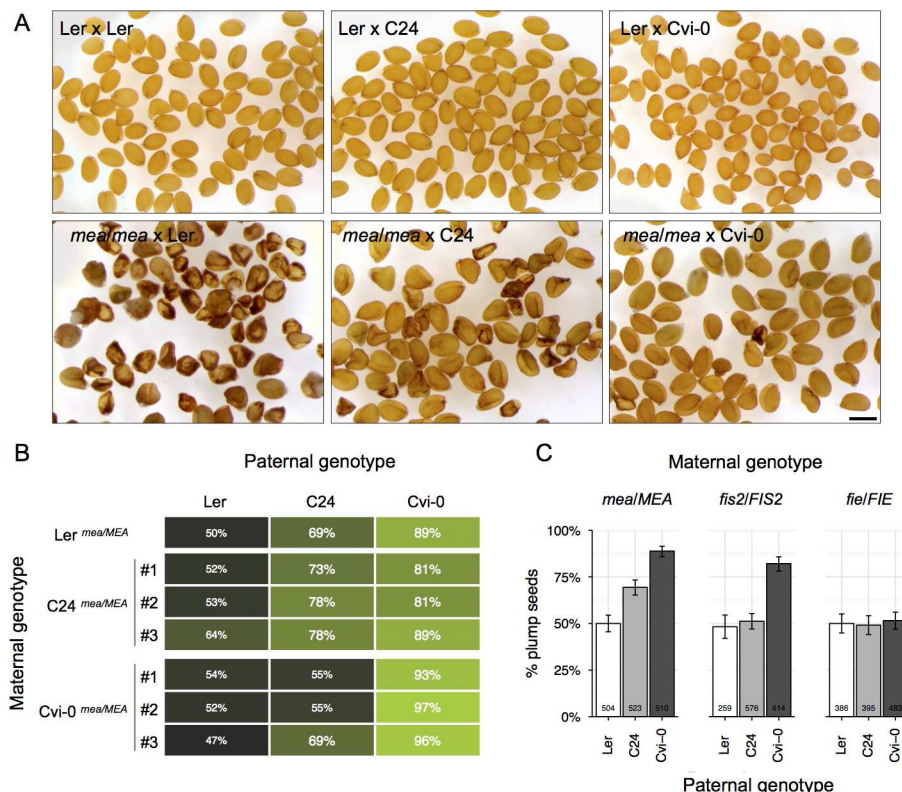 A
Ler x Ler
Ler x C24
Ler x Cvi-0
mea/mea x Ler
mea/mea x C24
mea/mea x Cvi-0
B
Paternal genotype
Ler
C24
Cvi-0
Maternal genotype
Ler mea/MEA
50%
69%
89%
C24 mea/MEA
#1
52%
73%
81%
#2
53%
78%
81%
#3
64%
78%
89%
Cvi-0 mea/MEA
#1
54%
55%
93%
#2
52%
55%
97%
#3
47%
69%
96%
C
Maternal genotype
mea/MEA
fis2/FIS2
fie/FIE
% plump seeds
100%
75%
50%
25%
0%
504
523
510
259
576
414
386
395
483
Ler
C24
Cvi-0
Ler
C24
Cvi-0
Ler
C24
Cvi-0
Paternal genotype